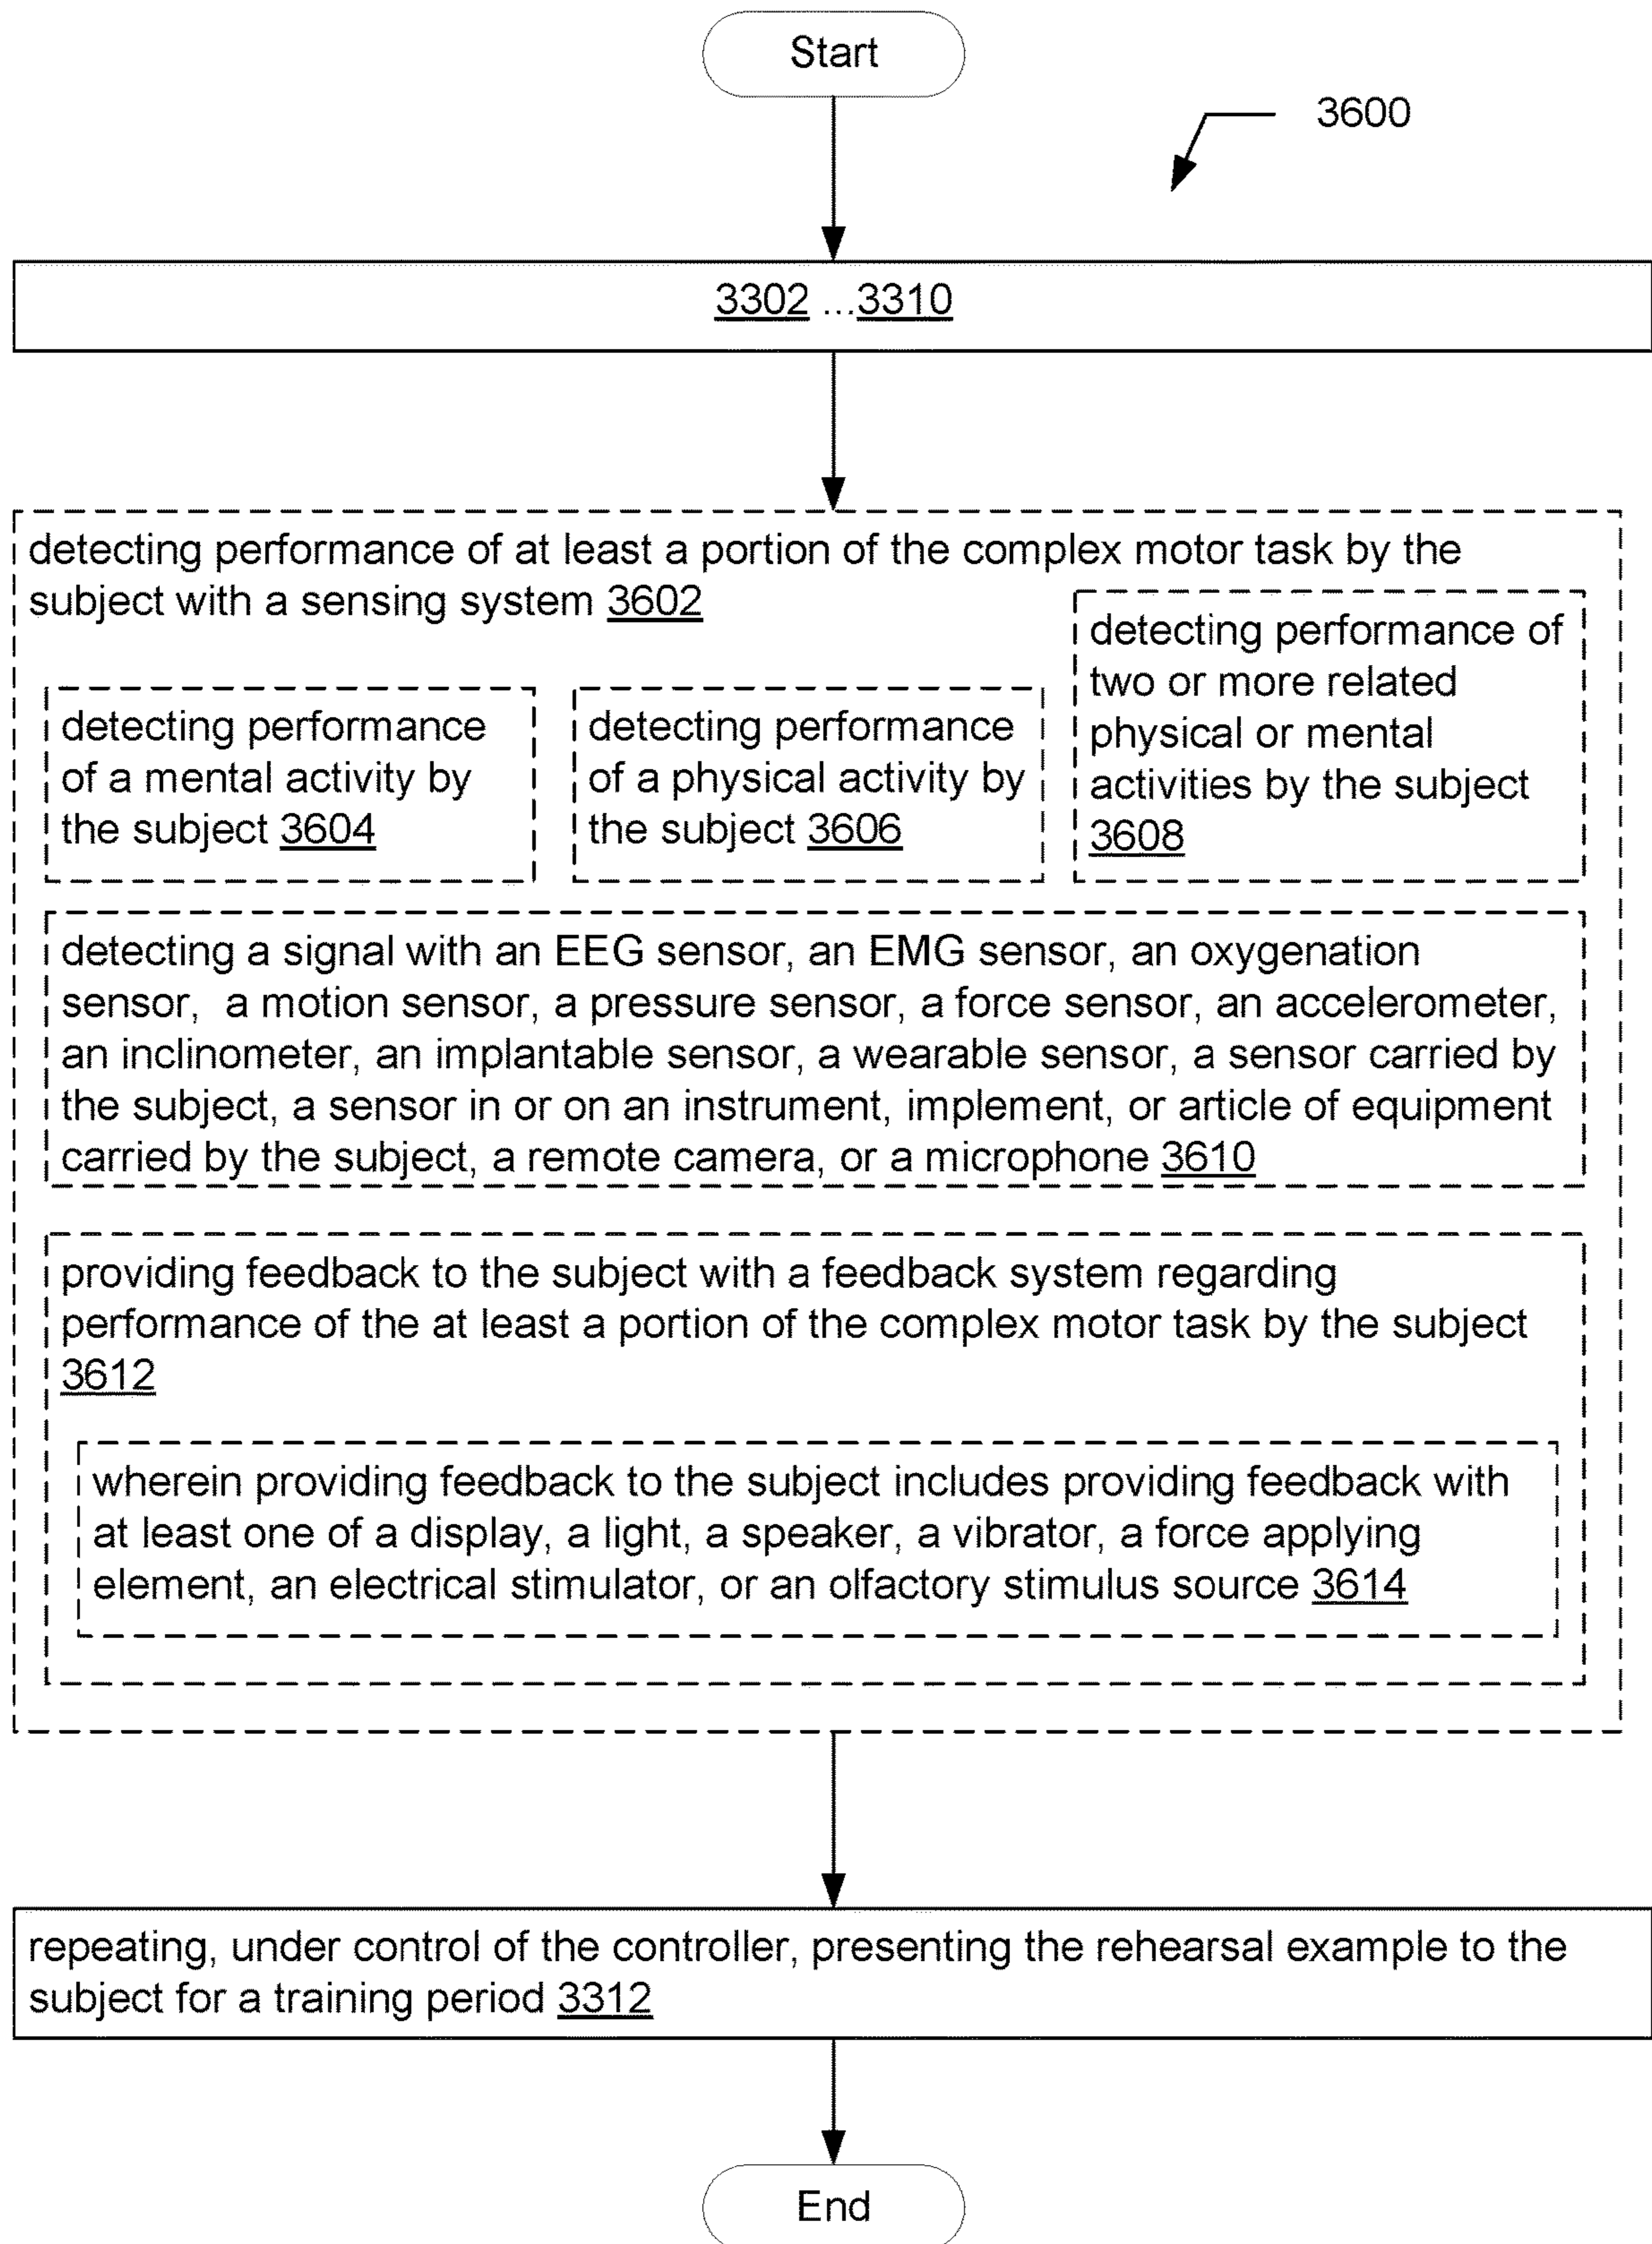 Start
3600
3302 ...3310
detecting performance of at least a portion of the complex motor task by the
subject with a sensing system 3602
detecting performance
of a mental activity by
the subject 3604
detecting performance
of a physical activity by
the subject 3606
detecting performance of
two or more related
physical or mental
activities by the subject
3608
detecting a signal with an EEG sensor, an EMG sensor, an oxygenation
sensor,  a motion sensor, a pressure sensor, a force sensor, an accelerometer,
an inclinometer, an implantable sensor, a wearable sensor, a sensor carried by
the subject, a sensor in or on an instrument, implement, or article of equipment
carried by the subject, a remote camera, or a microphone 3610
providing feedback to the subject with a feedback system regarding
performance of the at least a portion of the complex motor task by the subject
3612
wherein providing feedback to the subject includes providing feedback with
at least one of a display, a light, a speaker, a vibrator, a force applying
element, an electrical stimulator, or an olfactory stimulus source 3614
repeating, under control of the controller, presenting the rehearsal example to the
subject for a training period 3312
End